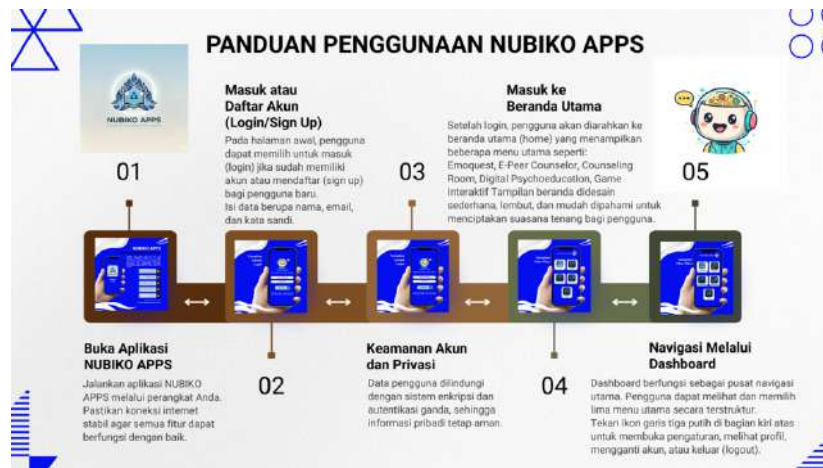 PANDUAN PENGGUNAAN NUBIKO APPS
NUBIKO APPS
01
Buka Aplikasi
NUBIKO APPS
Jalankan aplikasi NUBIKO
APPS melalui perangkat Anda.
Pastikan koneksi internet
stabil agar semua fitur dapat
berfungsi dengan baik.
Masuk atau
Daftar Akun
(Login/Sign Up)
Pada halaman awal, pengguna
dapat memilih untuk masuk
(login) jika sudah memiliki
akun atau mendaftar (sign up)
bagi pengguna baru.
Isi data berupa nama, email,
dan kata sandi.
02
03
Keamanan Akun
dan Privasi
Data pengguna dilindungi
dengan sistem enkripsi dan
autentikasi ganda, sehingga
informasi pribadi tetap aman.
Masuk ke
Beranda Utama
Setelah login, pengguna akan diarahkan ke
beranda utama (home) yang menampilkan
beberapa menu utama seperti:
Emoquest, E-Peer Counselor, Counseling
Room, Digital Psychoeducation, Game
Interaktif Tampilan beranda didesain
sederhana, lembut, dan mudah dipahami untuk
menciptakan suasana tenang bagi pengguna.
04
05
Navigasi Melalui
Dashboard
Dashboard berfungsi sebagai pusat navigasi
utama. Pengguna dapat melihat dan memilih
lima menu utama secara terstruktur.
Tekan ikon garis tiga putih di bagian kiri atas
untuk membuka pengaturan, melihat profil,
mengganti akun, atau keluar (logout).
NUBIKO APPS